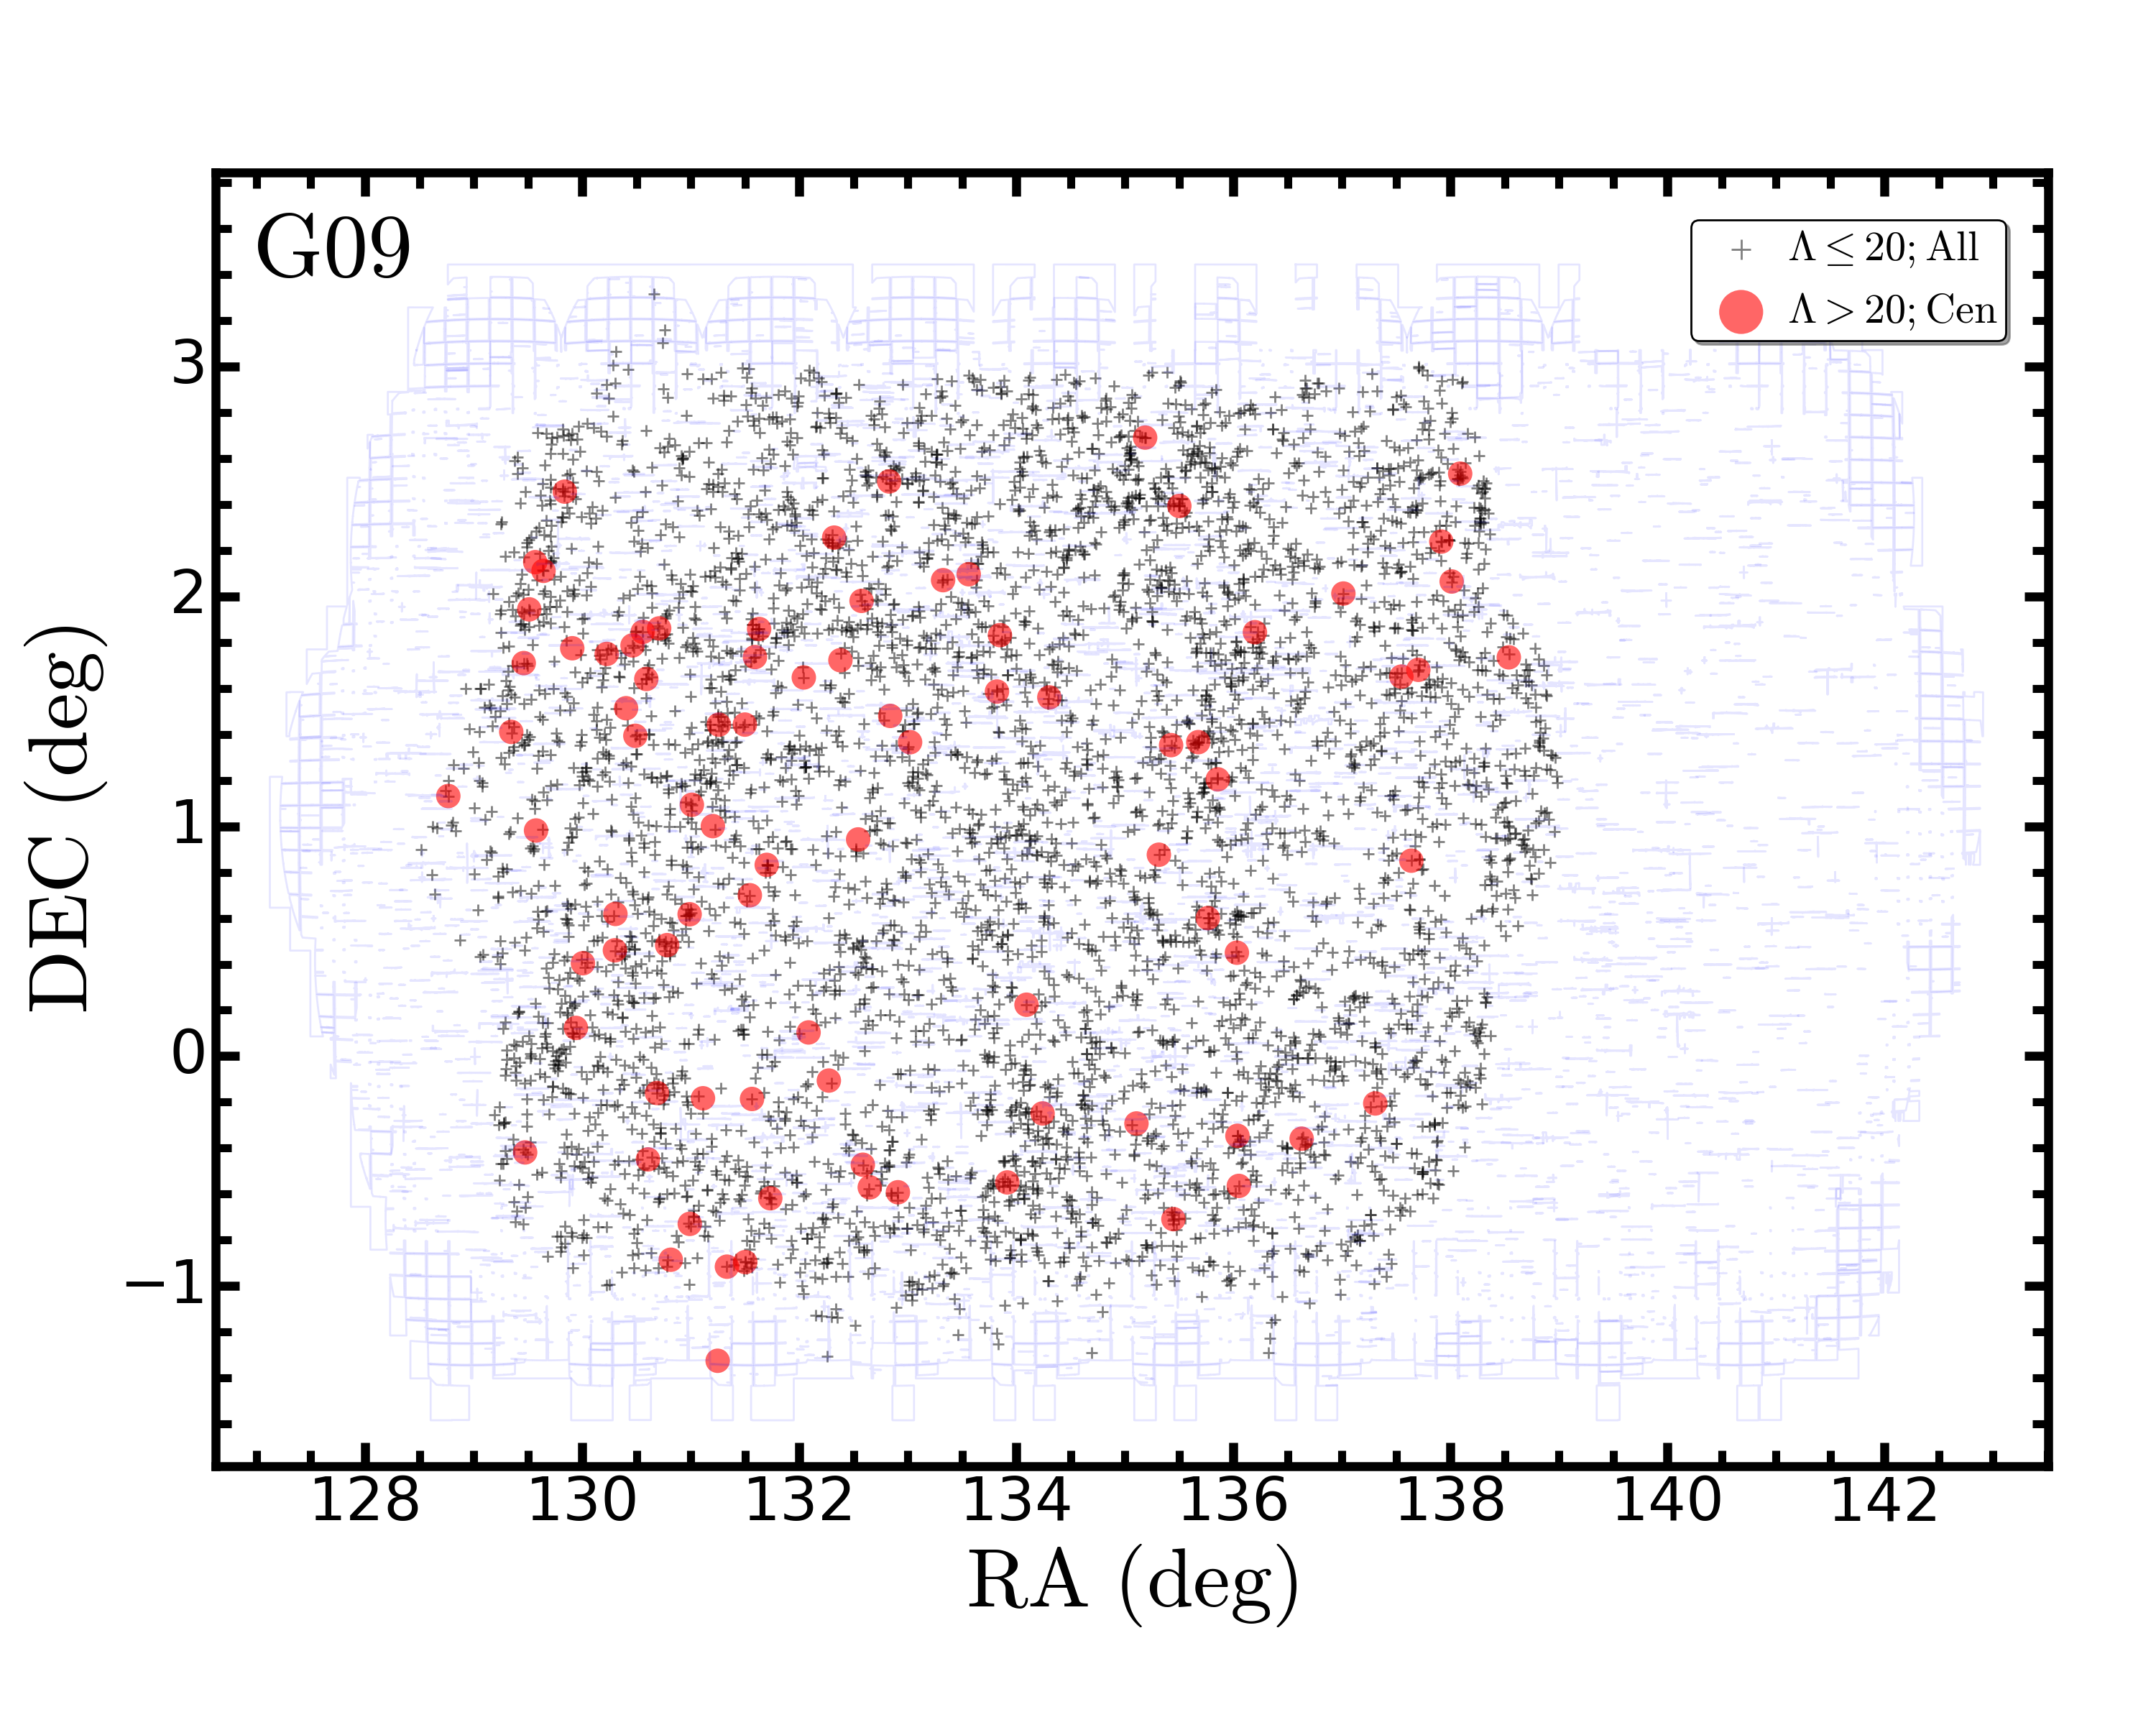 G09
+ Λ ≤ 20; All
Λ > 20; Cen
3
2
1
0
−1
DEC (deg)
128 130 132 134 136 138 140 142
RA (deg)